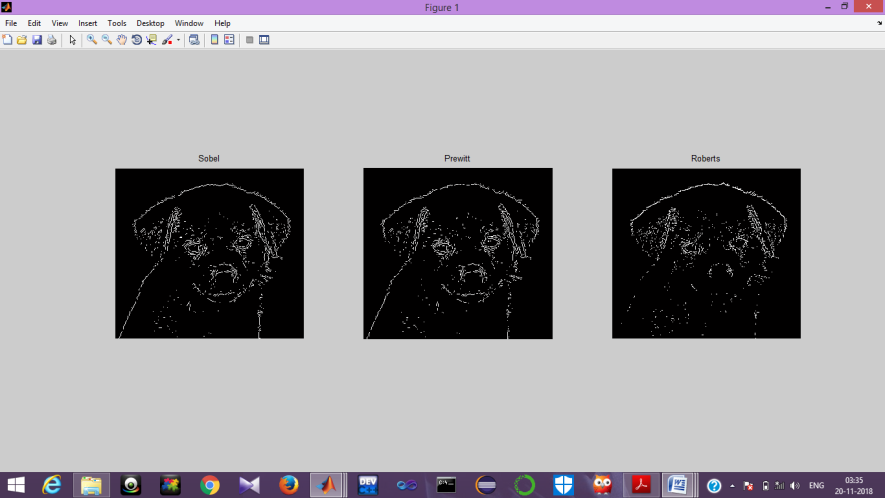 Figure 1
File Edit View Insert Tools Desktop Window Help
Sobel Prewitt Roberts
DEV
C++
C:\.
W
ENG
03:35
20-11-2018